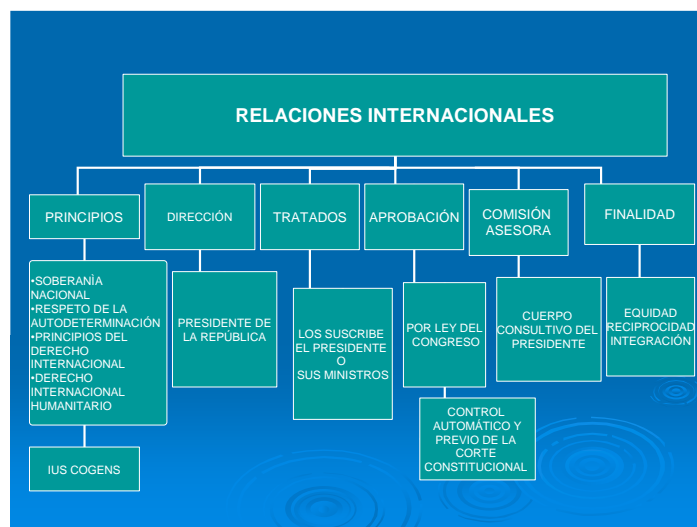 RELACIONES INTERNACIONALES
PRINCIPIOS
DIRECCIÓN
TRATADOS
APROBACIÓN
COMISIÓN
ASESORA
FINALIDAD
•SOBERANÌA
NACIONAL
•RESPETO DE LA
AUTODETERMINACIÓN
•PRINCIPIOS DEL
DERECHO
INTERNACIONAL
•DERECHO
INTERNACIONAL
HUMANITARIO
PRESIDENTE DE
LA REPÚBLICA
LOS SUSCRIBE
EL PRESIDENTE
O
SUS MINISTROS
POR LEY DEL
CONGRESO
CUERPO
CONSULTIVO DEL
PRESIDENTE
EQUIDAD
RECIPROCIDAD
INTEGRACIÓN
IUS COGENS
CONTROL
AUTOMÁTICO Y
PREVIO DE LA
CORTE
CONSTITUCIONAL